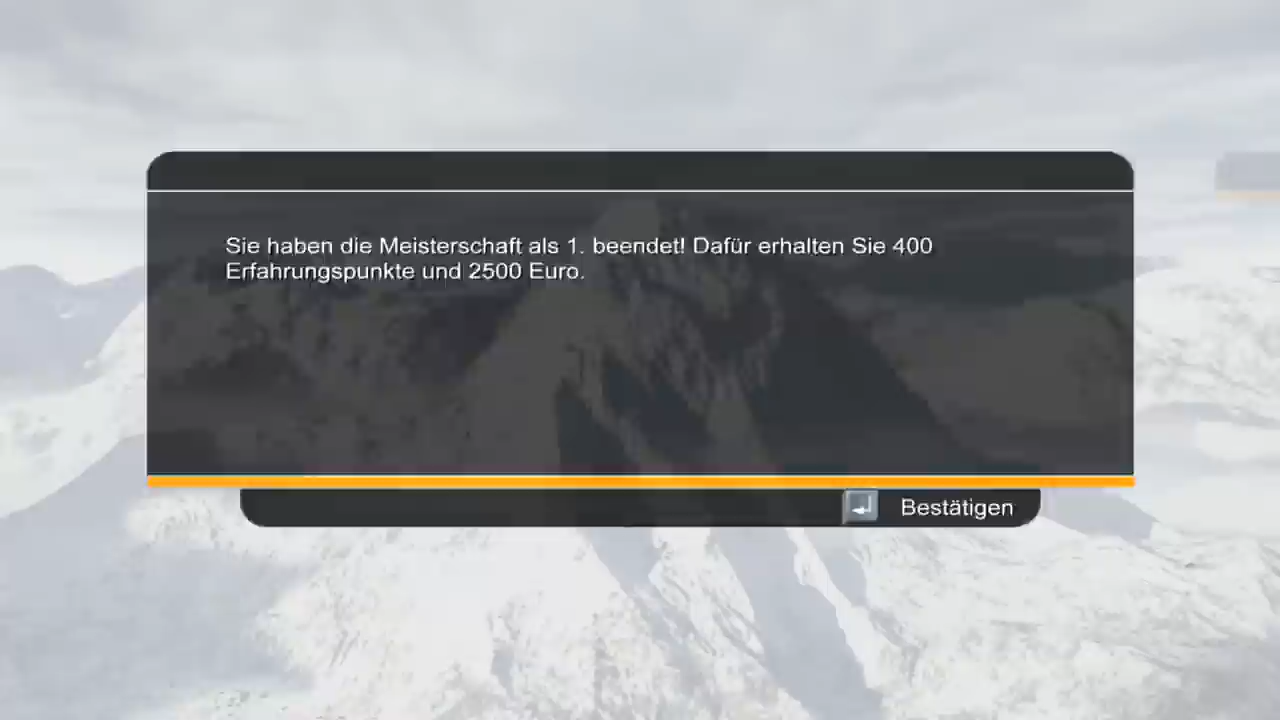 Sie haben die Meisterschaft als 1. beendet! Dafür erhalten Sie 400
Erfahrungspunkte und 2500 Euro.
Bestätigen